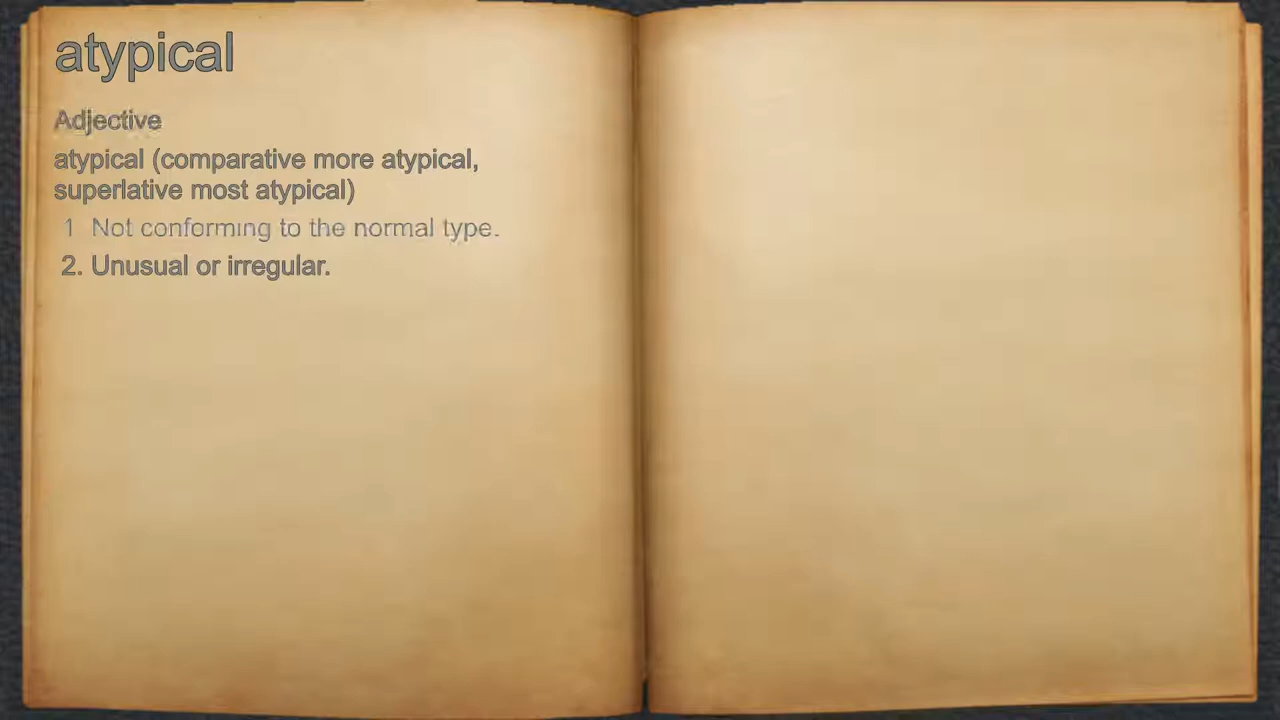 atypical
Adjective
atypical (comparative more atypical,
superlative most atypical)
1 Not conforming to the normal type.
2. Unusual or irregular.